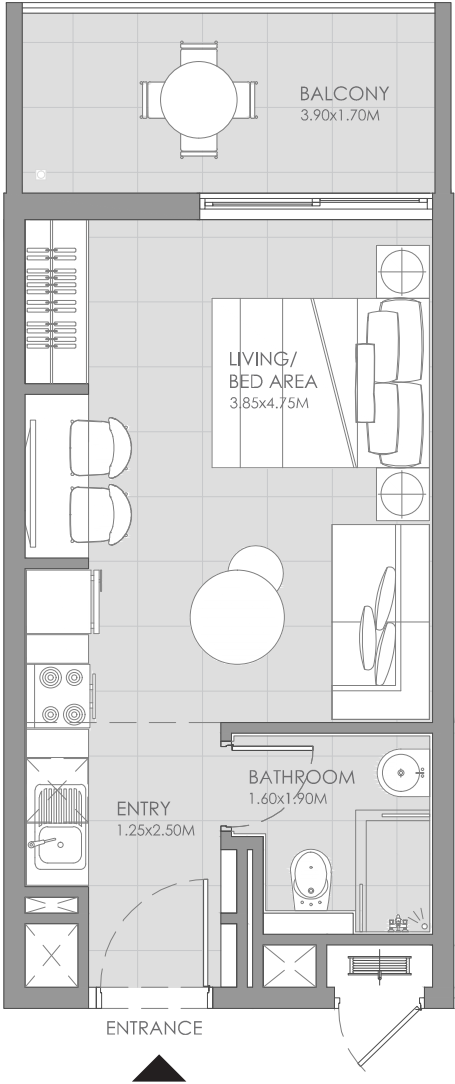 BALCONY
3.90x1.70M
LIVING/
BED AREA
3.85x4.75M
BATHROOM
1.60x1.90M
ENTRY
1.25x2.50M
ENTRANCE